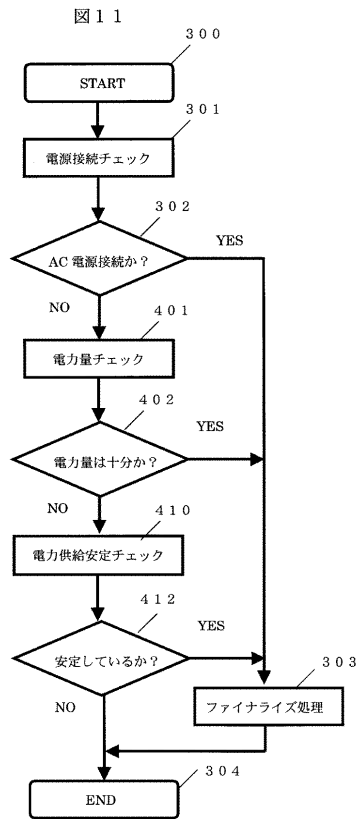 図１１
３００
START
３０１
電源接続チェック
３０２
AC 電源接続か？
YES
NO
４０１
電力量チェック
４０２
電力量は十分か？
YES
NO
４１０
電力供給安定チェック
４１２
安定しているか？
YES
NO
３０３
ファイナライズ処理
３０４
END